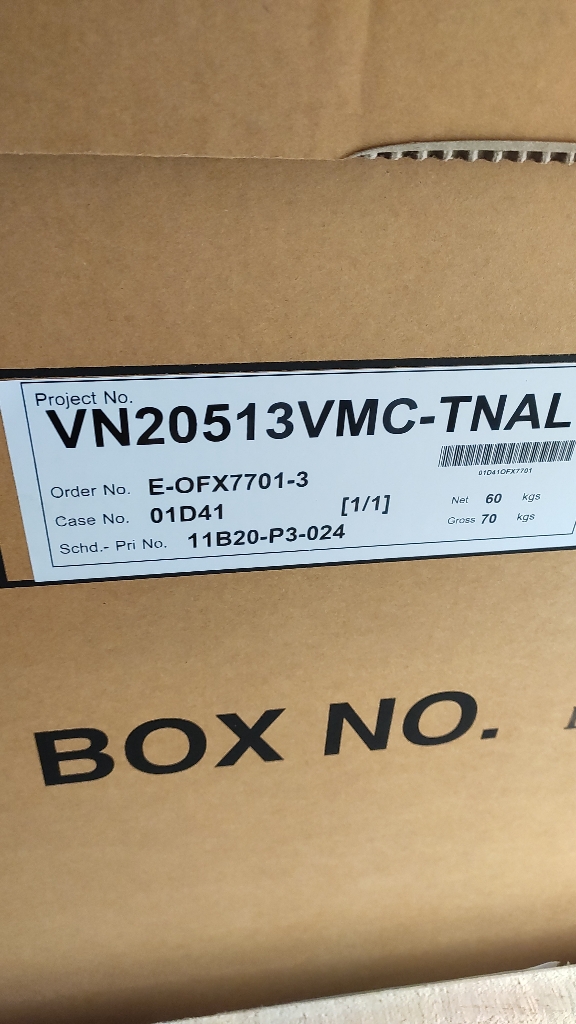 Project No.
VN20513VMC-TNAL
01D41OFX7701
Order No. E-OFX7701-3
Case No. 01D41 [1/1]
Net 60 kgs
Schd.- Pri No. 11B20-P3-024
Gross 70 kgs
BOX NO.